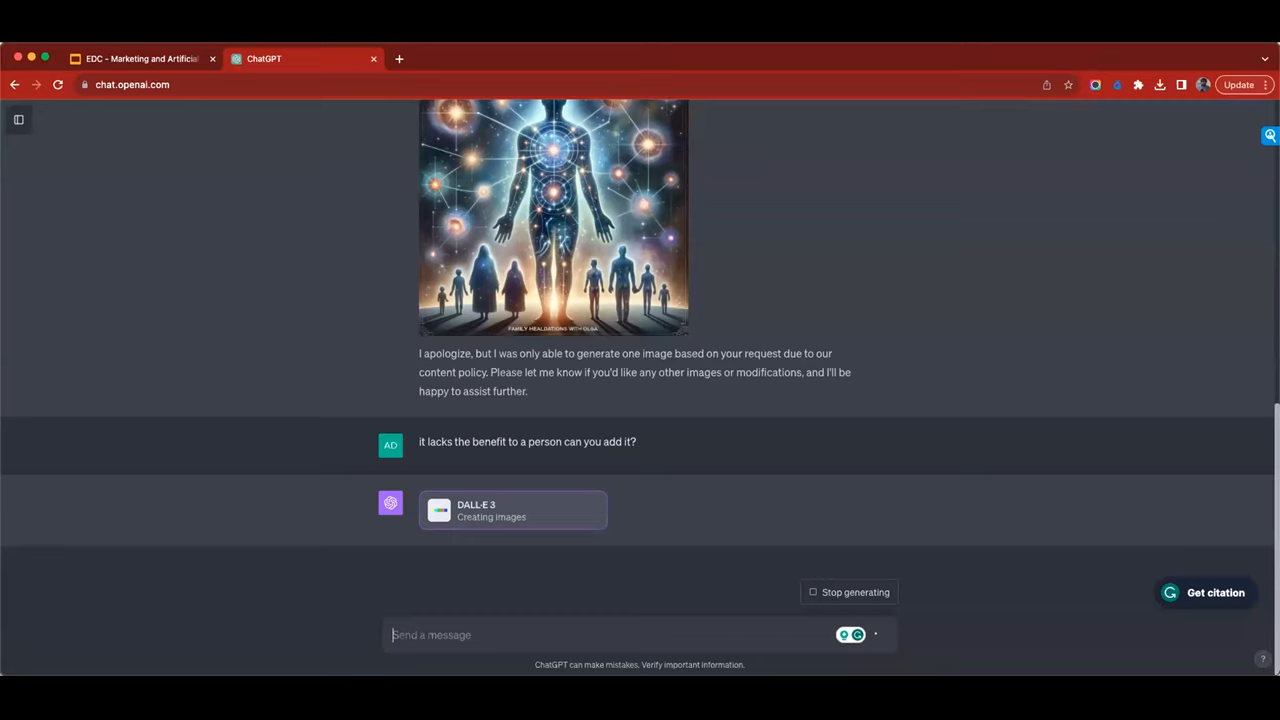 EDC - Marketing and Artificial
ChatGPT
chat.openai.com
Update
FAMILY HEALDATIONS WITH OLGA
I apologize, but I was only able to generate one image based on your request due to our
content policy. Please let me know if you'd like any other images or modifications, and I'll be
happy to assist further.
AD
it lacks the benefit to a person can you add it?
DALL·E 3
Creating images
Stop generating
Get citation
Send a message
ChatGPT can make mistakes. Verify important information.
?